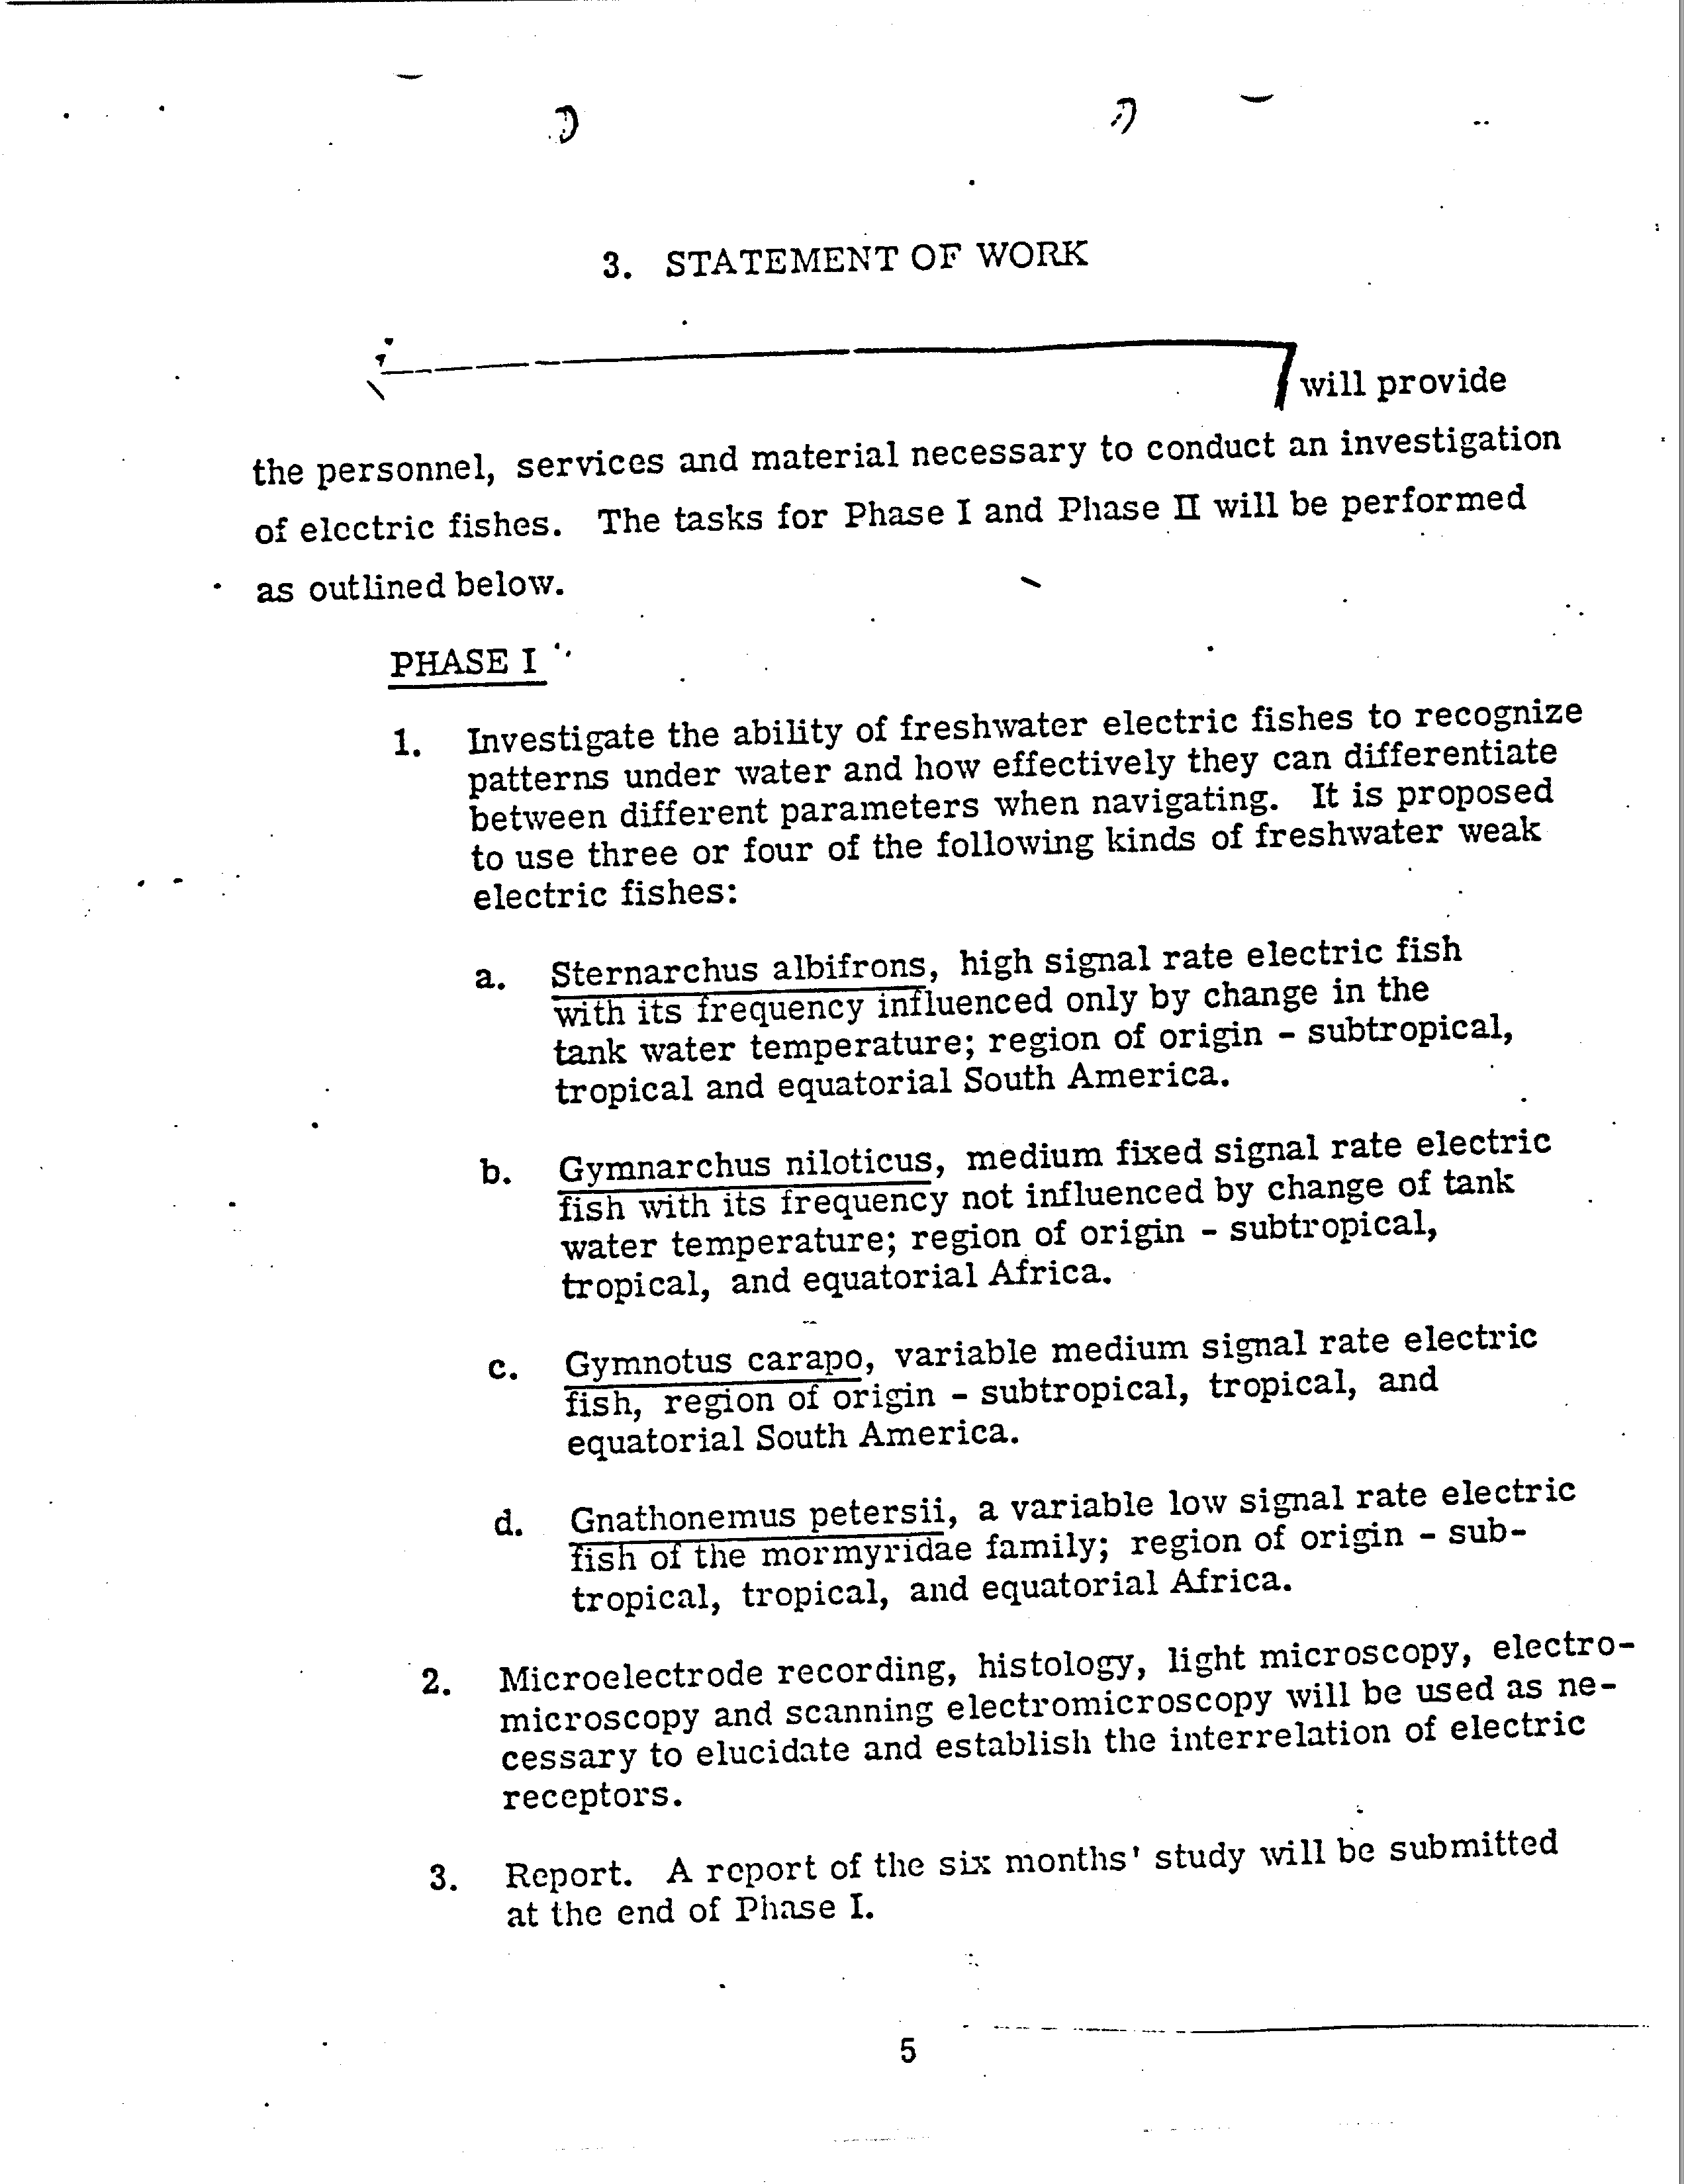 3. STATEMENT OF WORK
will provide
the personnel, services and material necessary to conduct an investigation
of electric fishes. The tasks for Phase I and Phase II will be performed
as outlined below.
PHASE I
1. Investigate the ability of freshwater electric fishes to recognize
patterns under water and how effectively they can differentiate
between different parameters when navigating. It is proposed
to use three or four of the following kinds of freshwater weak
electric fishes:
a. Sternarchus albifrons, high signal rate electric fish
with its frequency influenced only by change in the
tank water temperature; region of origin - subtropical,
tropical and equatorial South America.
b. Gymnarchus niloticus, medium fixed signal rate electric
fish with its frequency not influenced by change of tank
water temperature; region of origin - subtropical,
tropical, and equatorial Africa.
c. Gymnotus carapo, variable medium signal rate electric
fish, region of origin - subtropical, tropical, and
equatorial South America.
d. Gnathonemus petersii, a variable low signal rate electric
fish of the mormyridae family; region of origin - sub-
tropical, tropical, and equatorial Africa.
2. Microelectrode recording, histology, light microscopy, electro-
microscopy and scanning electromicroscopy will be used as ne-
cessary to elucidate and establish the interrelation of electric
receptors.
3. Report. A report of the six months' study will be submitted
at the end of Phase I.
5